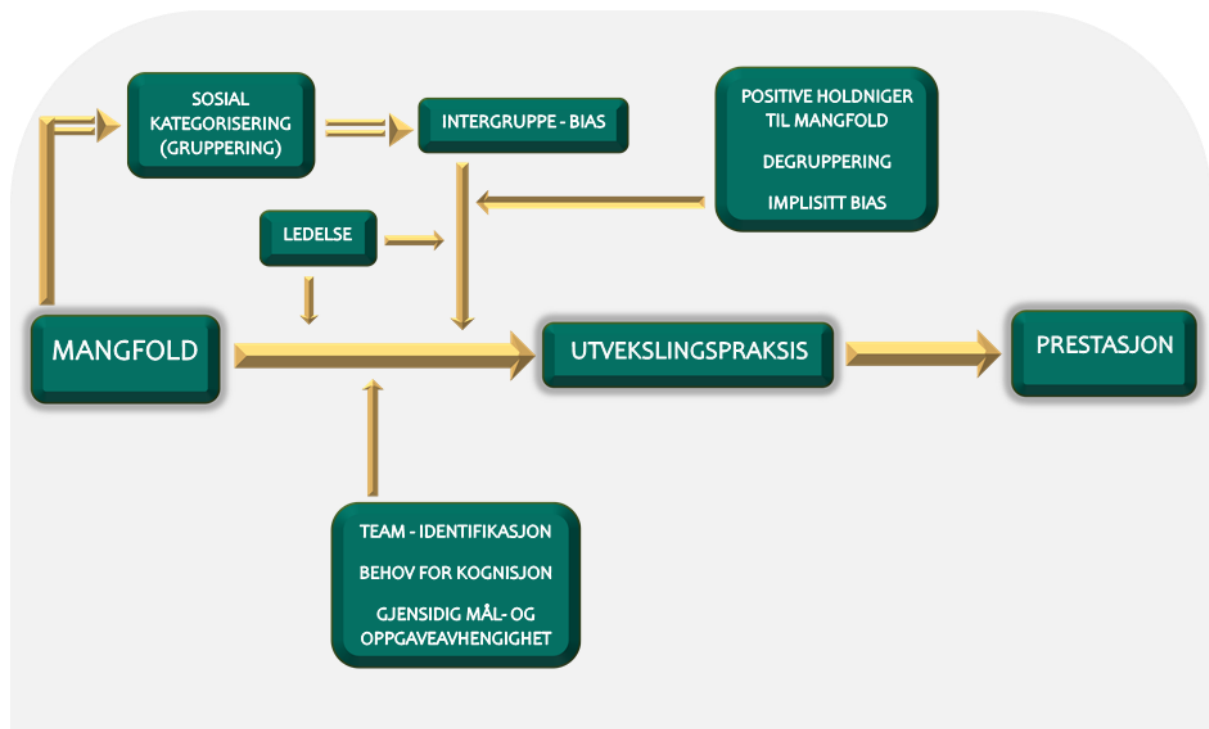 SOSIAL
KATEGORISERING
(GRUPPERING)
INTERGRUPPE - BIAS
POSITIVE HOLDNIGER
TIL MANGFOLD
DEGRUPPERING
IMPLISITT BIAS
LEDELSE
MANGFOLD
UTVEKSLINGSPRAKSIS
PRESTASJON
TEAM - IDENTIFIKASJON
BEHOV FOR KOGNISJON
GJENSIDIG MÅL- OG
OPPGAVEAVHENGIGHET